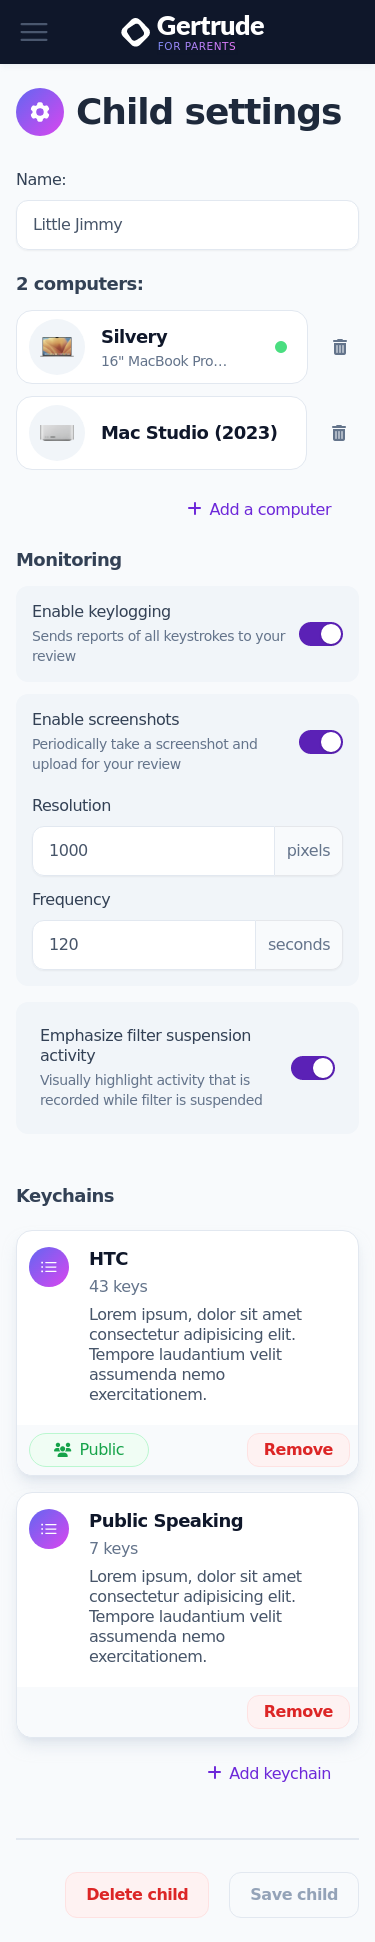 Gertrude
FOR PARENTS
Child settings
Name:
Little Jimmy
2 computers:
Silvery
16" MacBook Pro…
Mac Studio (2023)
+ Add a computer
Monitoring
Enable keylogging
Sends reports of all keystrokes to your
review
Enable screenshots
Periodically take a screenshot and
upload for your review
Resolution
1000 pixels
Frequency
120 seconds
Emphasize filter suspension
activity
Visually highlight activity that is
recorded while filter is suspended
Keychains
HTC
43 keys
Lorem ipsum, dolor sit amet
consectetur adipisicing elit.
Tempore laudantium velit
assumenda nemo
exercitationem.
Public Remove
Public Speaking
7 keys
Lorem ipsum, dolor sit amet
consectetur adipisicing elit.
Tempore laudantium velit
assumenda nemo
exercitationem.
Remove
+ Add keychain
Delete child Save child